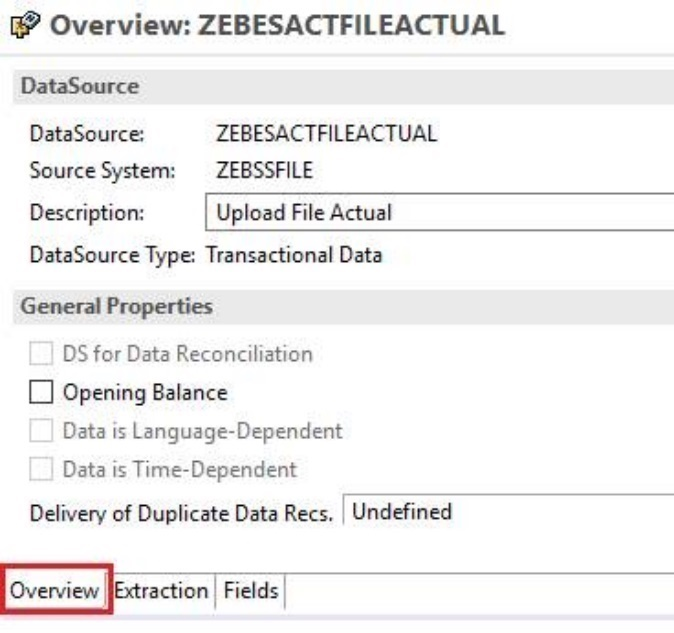 Overview: ZEBESACTFILEACTUAL
DataSource
DataSource: ZEBESACTFILEACTUAL
Source System: ZEBSSFILE
Description: Upload File Actual
DataSource Type: Transactional Data
General Properties
DS for Data Reconciliation
Opening Balance
Data is Language-Dependent
Data is Time-Dependent
Delivery of Duplicate Data Recs. Undefined
Overview Extraction Fields